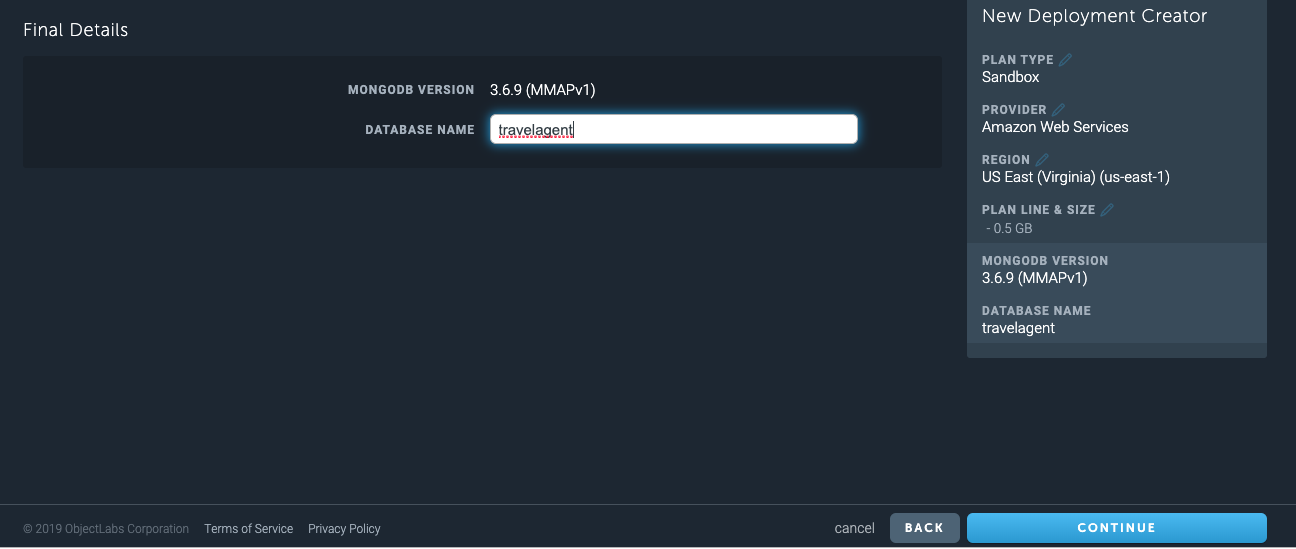 Final Details
MONGODB VERSION 3.6.9 (MMAPv1)
DATABASE NAME travelagent
New Deployment Creator
PLAN TYPE
Sandbox
PROVIDER
Amazon Web Services
REGION
US East (Virginia) (us-east-1)
PLAN LINE & SIZE
- 0.5 GB
MONGODB VERSION
3.6.9 (MMAPv1)
DATABASE NAME
travelagent
© 2019 ObjectLabs Corporation Terms of Service Privacy Policy cancel BACK CONTINUE